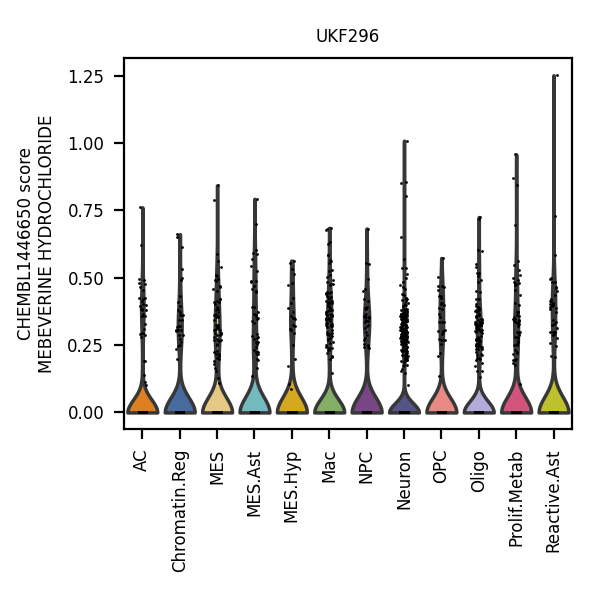 UKF296
CHEMBL1446650 score
MEBEVERINE HYDROCHLORIDE
1.25
1.00
0.75
0.50
0.25
0.00
AC
Chromatin.Reg
MES
MES.Ast
MES.Hyp
Mac
NPC
Neuron
OPC
Oligo
Prolif.Metab
Reactive.Ast